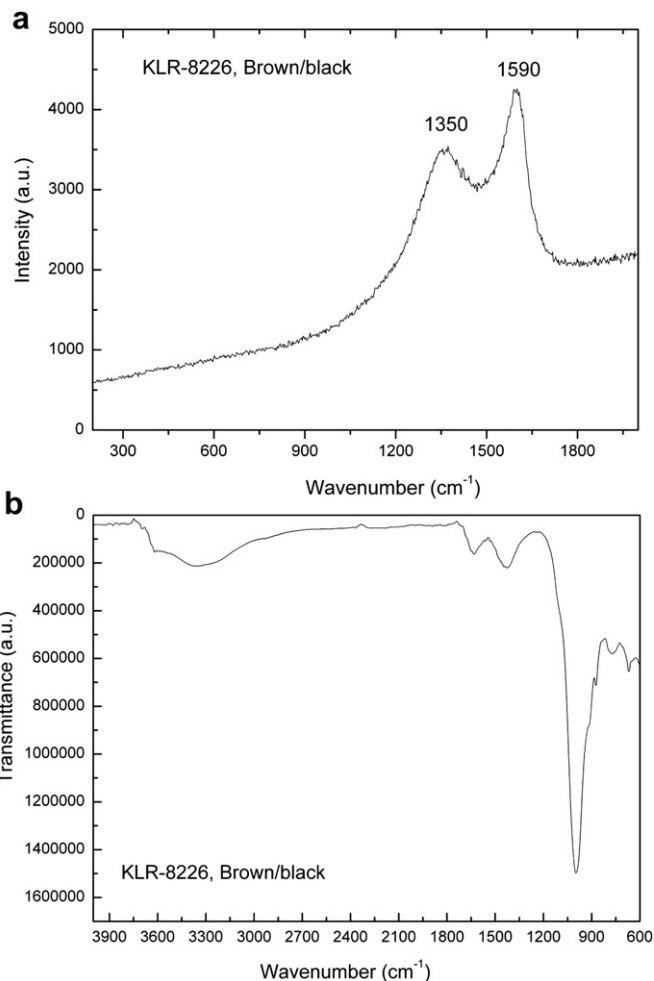 a
KLR-8226, Brown/black
1350
1590
5000
4000
3000
2000
1000
0
Intensity (a.u.)
300 600 900 1200 1500 1800
Wavenumber (cm-1)
b
0
200000
400000
600000
800000
1000000
1200000
1400000
1600000
Transmittance (a.u.)
KLR-8226, Brown/black
3900 3600 3300 3000 2700 2400 2100 1800 1500 1200 900 600
Wavenumber (cm-1)